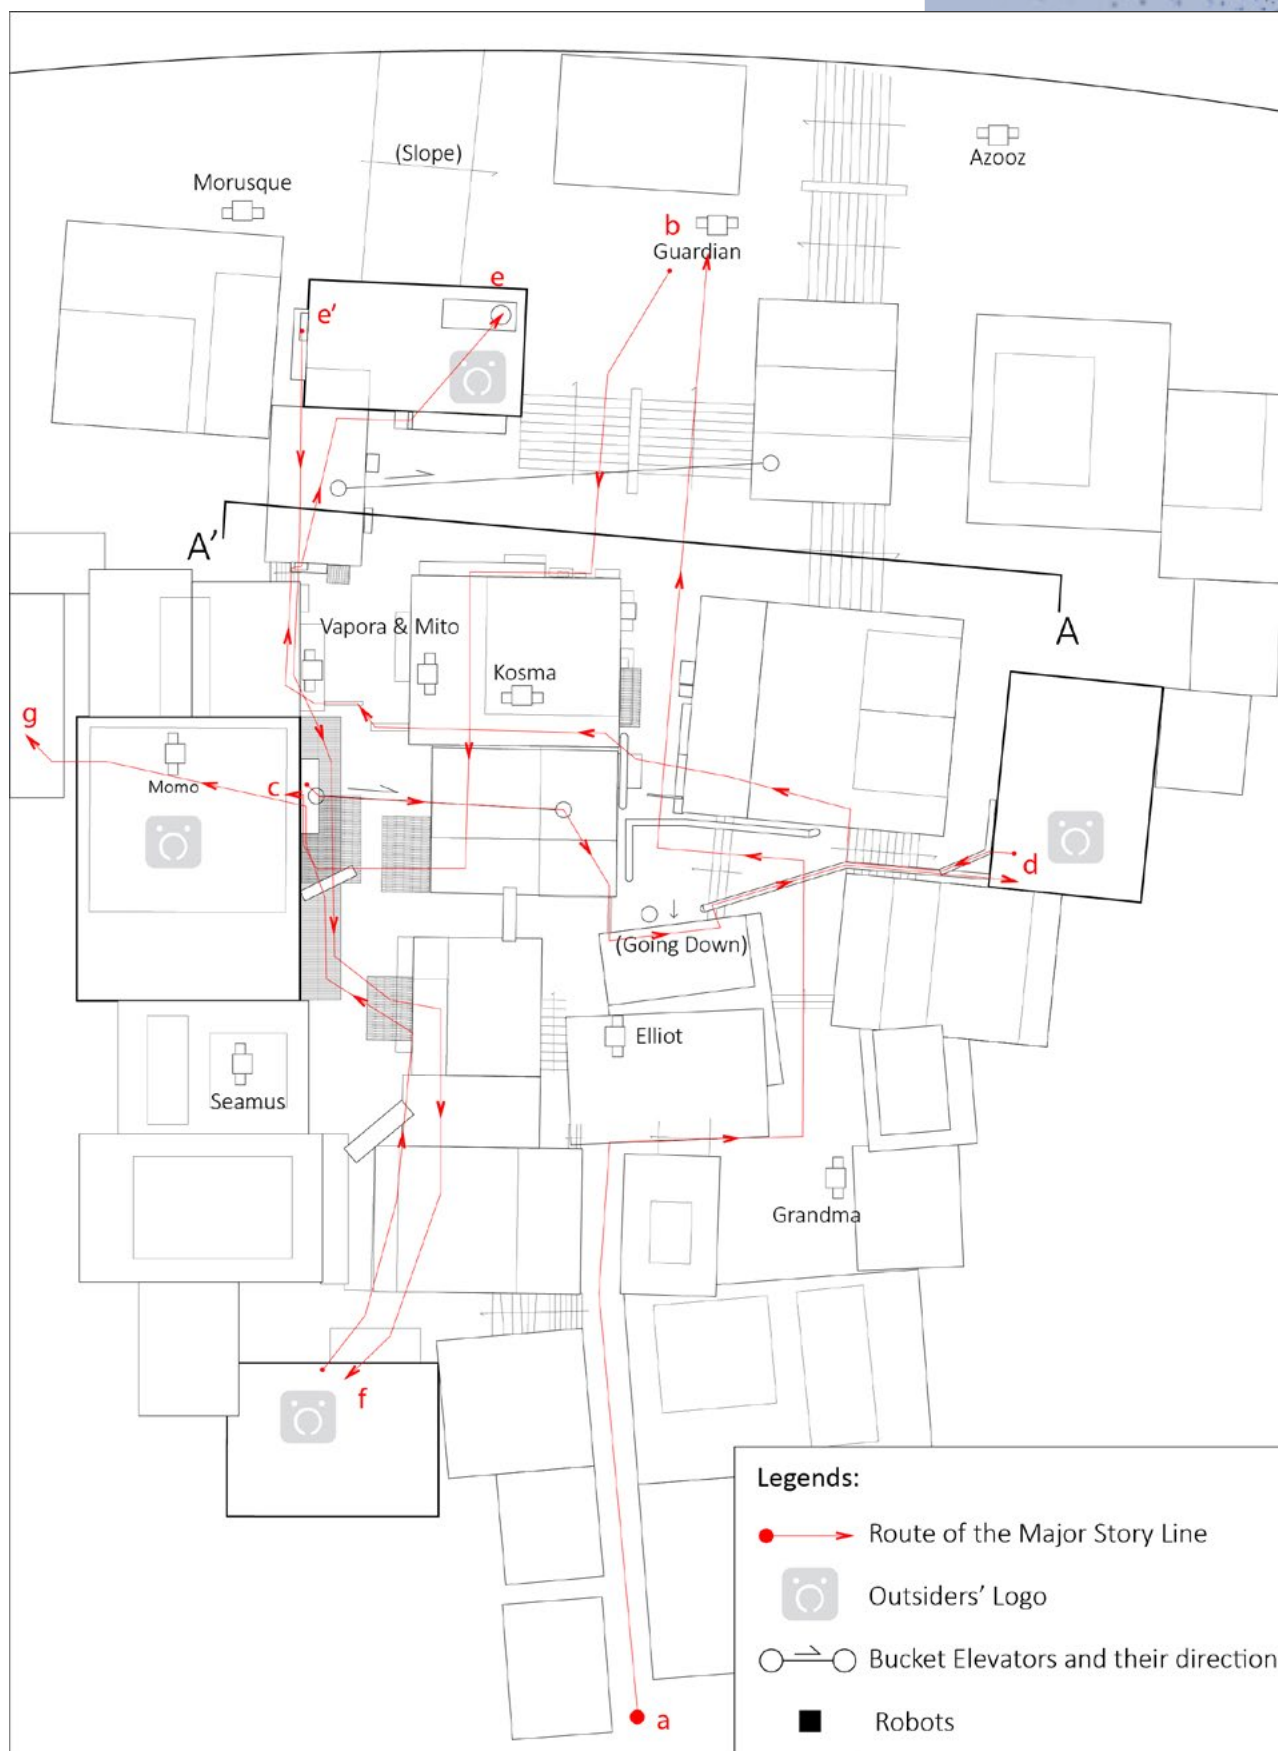 (Slope)
Azooz
Morusque
b
Guardian
e
e'
A'
A
Vapora & Mito
Kosma
g
Momo
c
d
(Going Down)
Elliot
Seamus
Grandma
f
Legends:
Route of the Major Story Line
Outsiders' Logo
Bucket Elevators and their direction
Robots
a